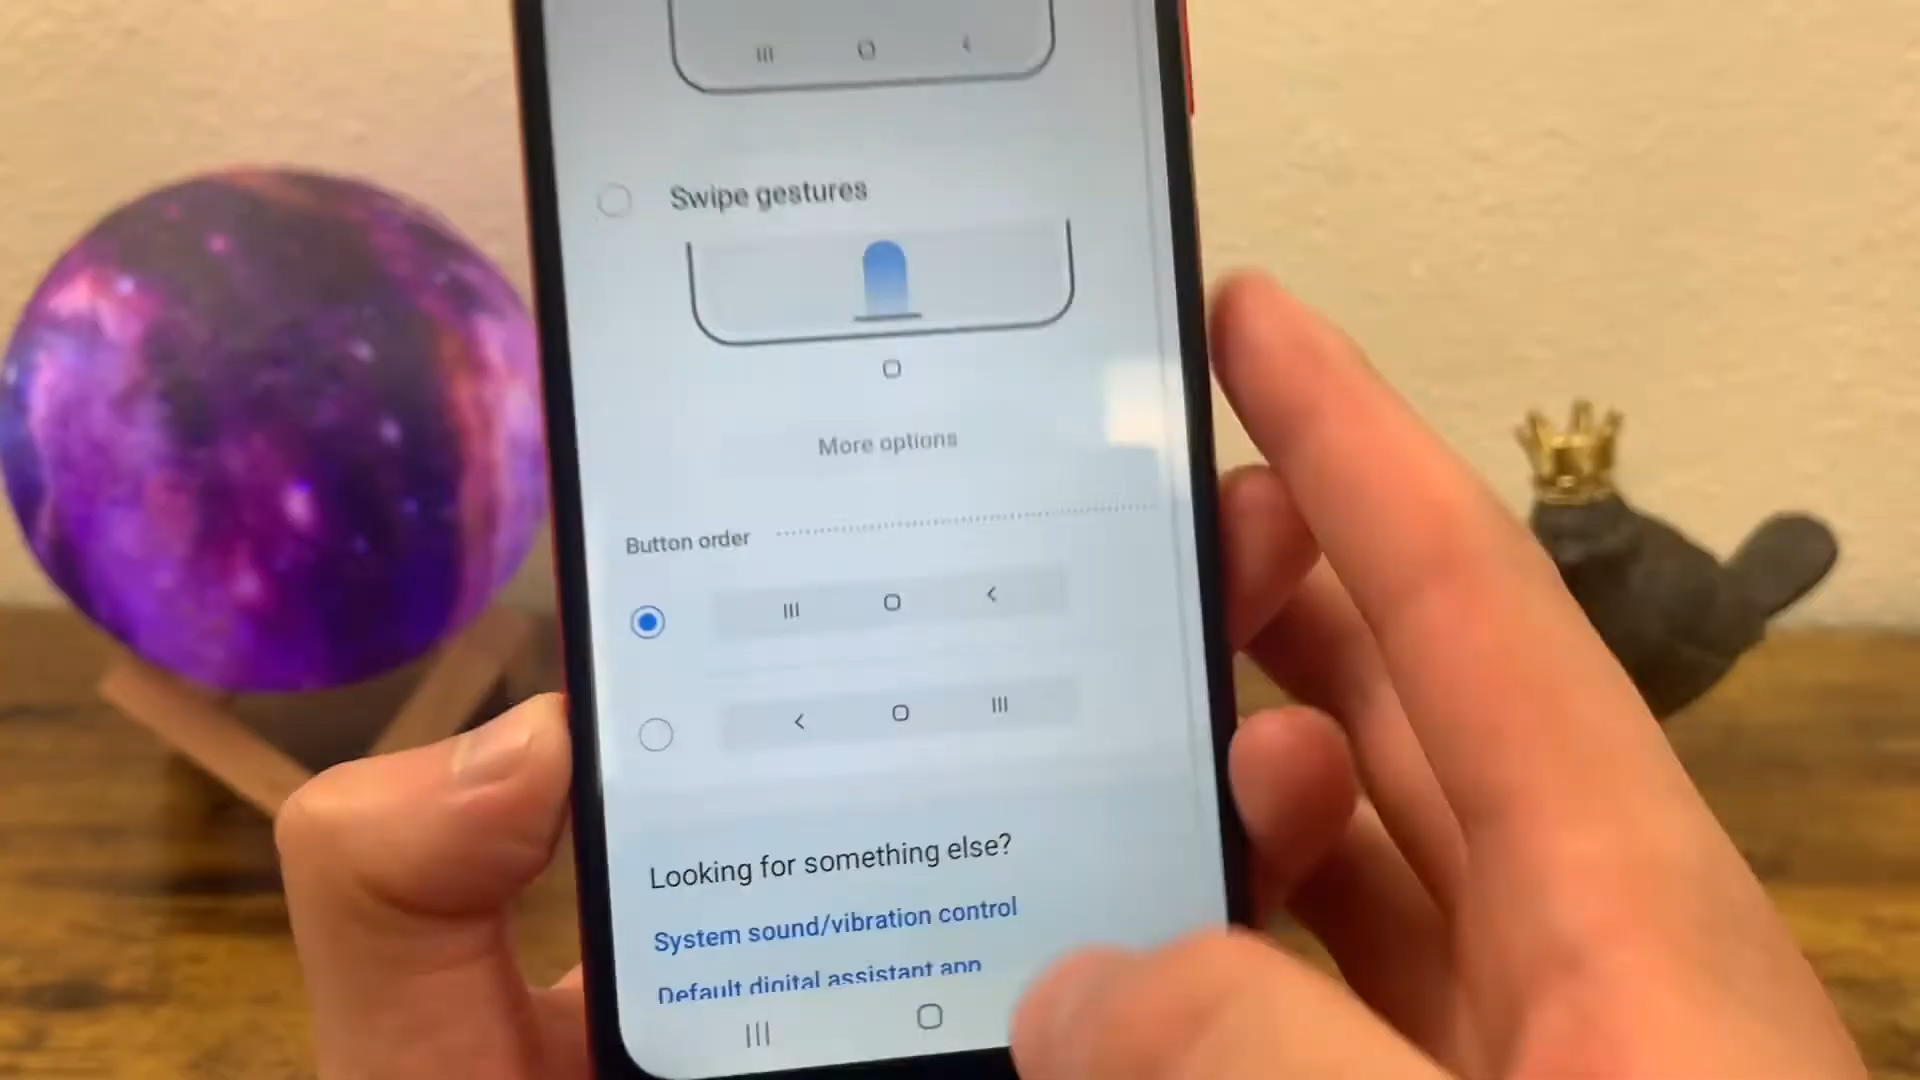 Swipe gestures
More options
Button order
Looking for something else?
System sound/vibration control
Default digital assistant app